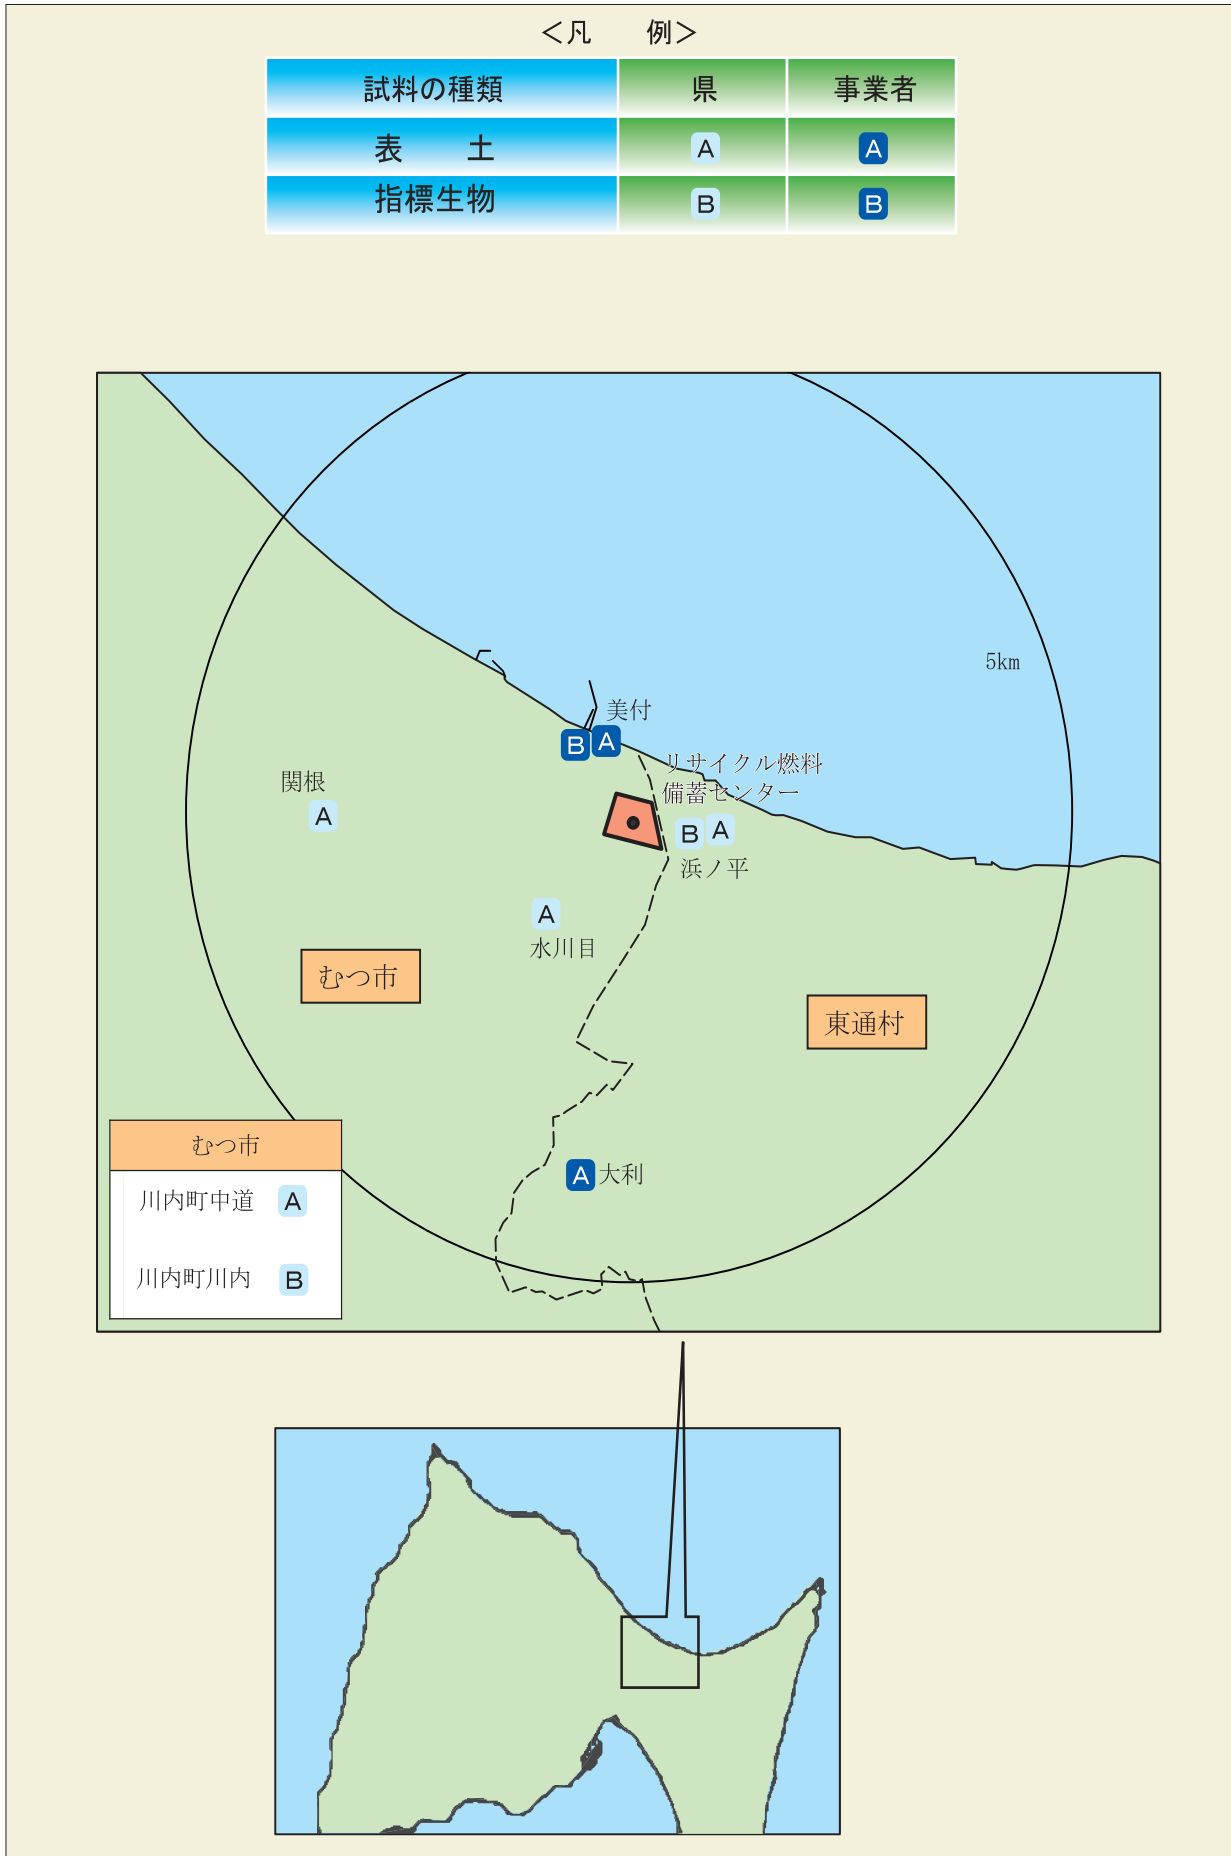 ＜凡　例＞
試料の種類 県 事業者
表　土 A A
指標生物 B B
5km
美付
B A
リサイクル燃料
備蓄センター
関根
A
B A
浜ノ平
A
水川目
むつ市
東通村
A 大利
むつ市
川内町中道 A
川内町川内 B